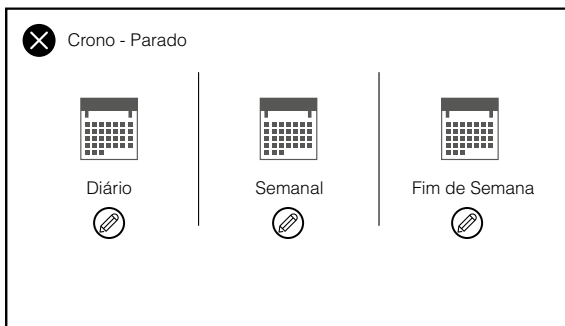 Crono - Parado
Diário
Semanal
Fim de Semana